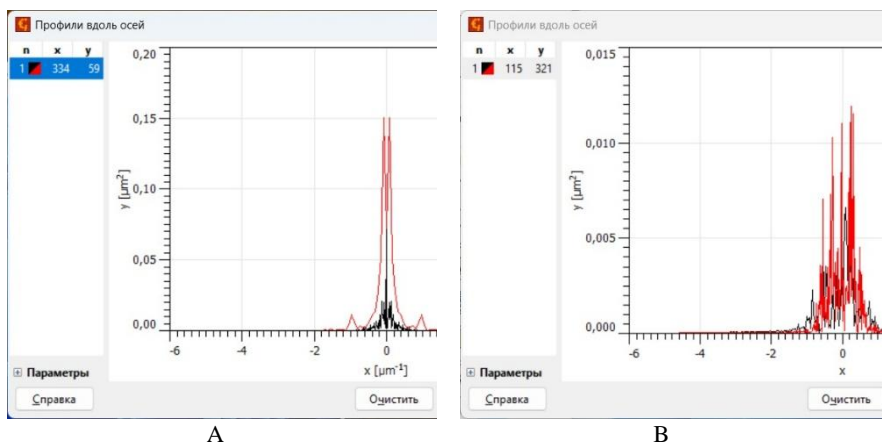 Профили вдоль осей
n x y
1 334 59
0,20
0,15
0,10
0,05
0,00
y [µm²]
-6 -4 -2 0
x [µm⁻¹]
Параметры
Справка
Очистить
A
Профили вдоль осей
n x y
1 115 321
0,015
0,010
0,005
0,000
y [µm²]
-6 -4 -2 0
x
Параметры
Справка
Очистить
B